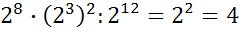 2⁸ · (2³)² : 2¹² = 2² = 4